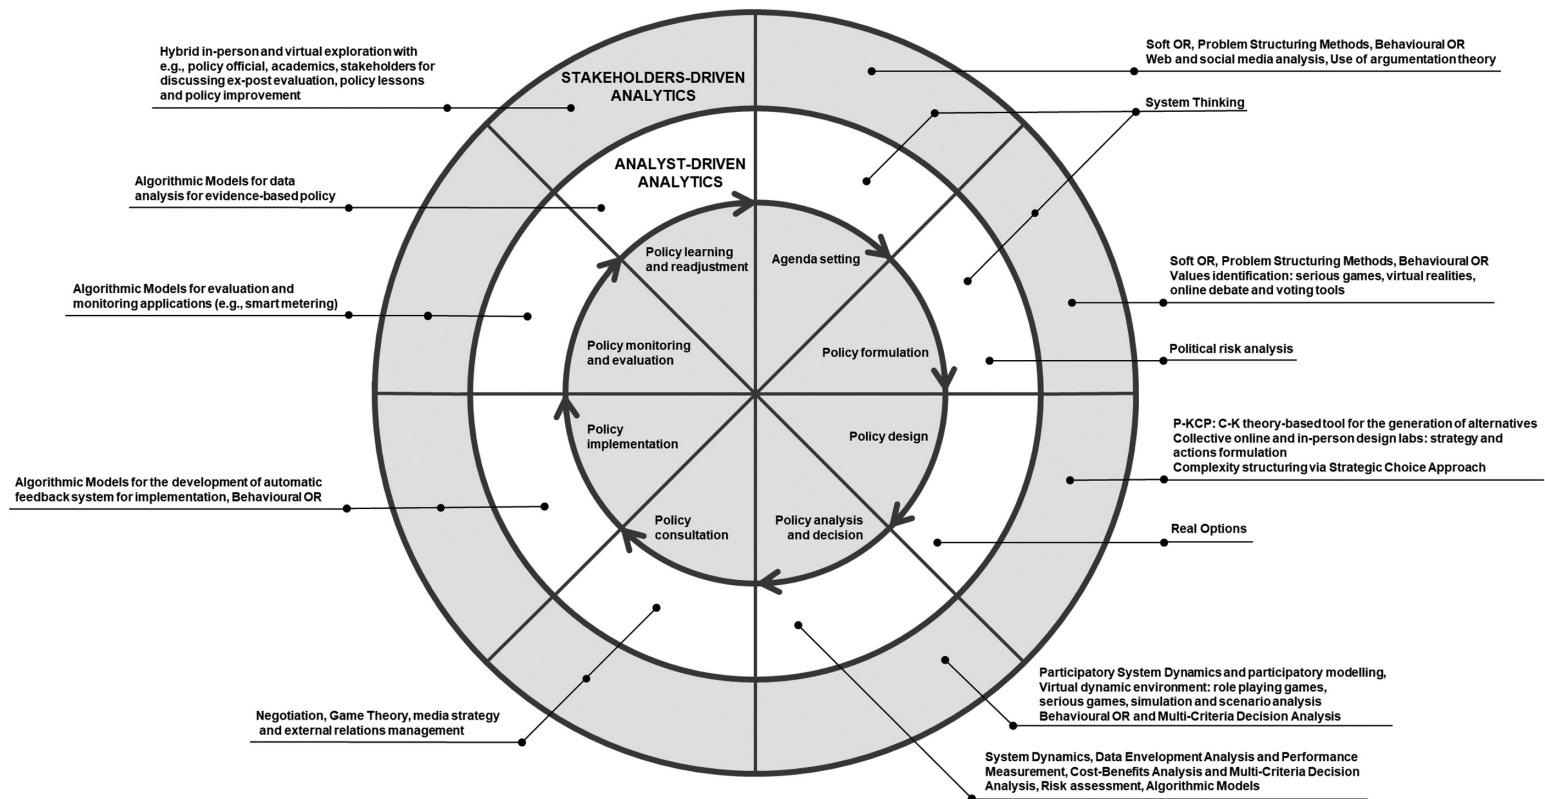 Hybrid in-person and virtual exploration with
e.g., policy official, academics, stakeholders for
discussing ex-post evaluation, policy lessons
and policy improvement
STAKEHOLDERS-DRIVEN
ANALYTICS
Soft OR, Problem Structuring Methods, Behavioural OR
Web and social media analysis, Use of argumentation theory
System Thinking
ANALYST-DRIVEN
ANALYTICS
Algorithmic Models for data
analysis for evidence-based policy
Policy learning
and readjustment
Agenda setting
Soft OR, Problem Structuring Methods, Behavioural OR
Values identification: serious games, virtual realities,
online debate and voting tools
Algorithmic Models for evaluation and
monitoring applications (e.g., smart metering)
Policy monitoring
and evaluation
Policy formulation
Political risk analysis
Policy
implementation
Policy design
P-KCP: C-K theory-based tool for the generation of alternatives
Collective online and in-person design labs: strategy and
actions formulation
Complexity structuring via Strategic Choice Approach
Algorithmic Models for the development of automatic
feedback system for implementation, Behavioural OR
Policy
consultation
Policy analysis
and decision
Real Options
Participatory System Dynamics and participatory modelling,
Virtual dynamic environment: role playing games,
serious games, simulation and scenario analysis
Behavioural OR and Multi-Criteria Decision Analysis
Negotiation, Game Theory, media strategy
and external relations management
System Dynamics, Data Envelopment Analysis and Performance
Measurement, Cost-Benefits Analysis and Multi-Criteria Decision
Analysis, Risk assessment, Algorithmic Models